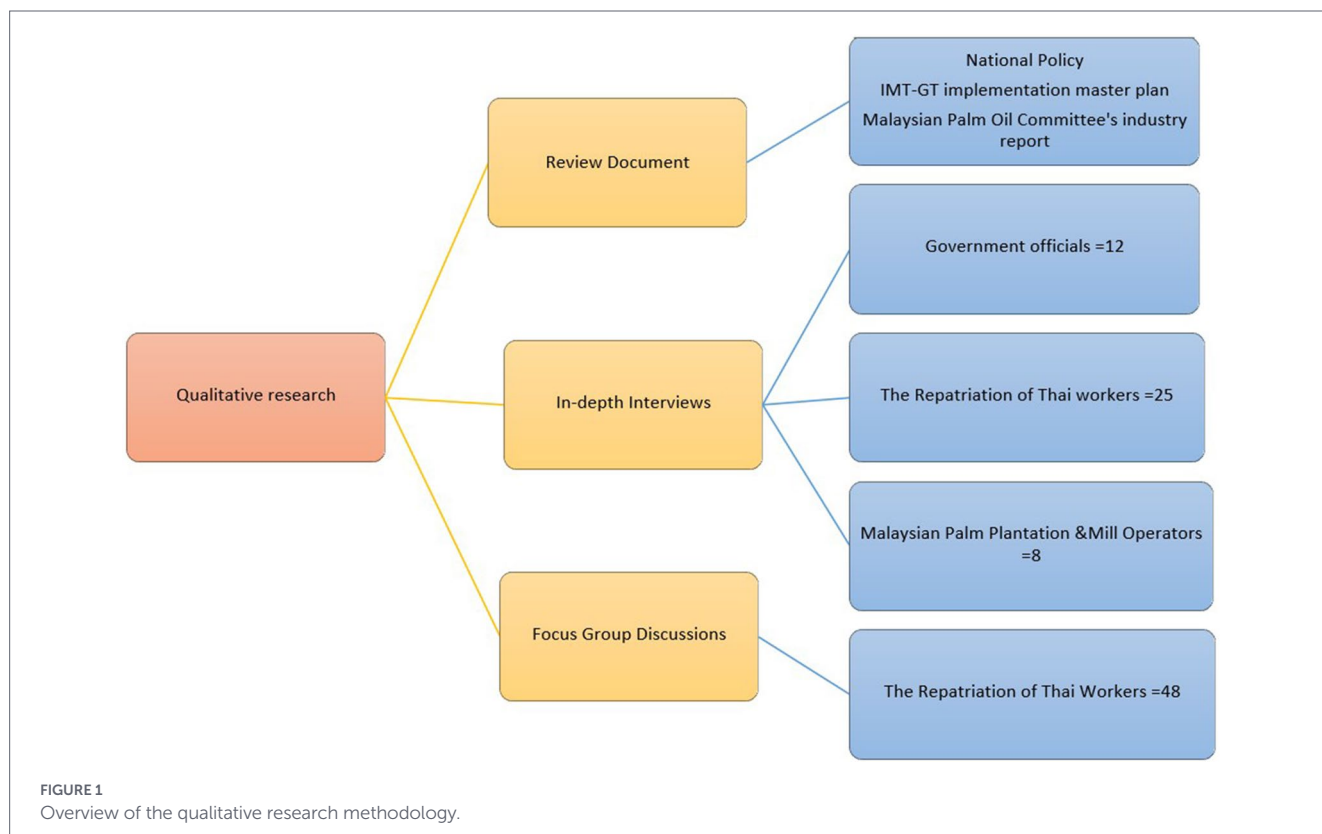 National Policy
IMT-GT implementation master plan
Malaysian Palm Oil Committee's industry
report
Review Document
Government officials =12
Qualitative research
In-depth Interviews
The Repatriation of Thai workers =25
Malaysian Palm Plantation &Mill Operators
=8
Focus Group Discussions
The Repatriation of Thai Workers =48
FIGURE 1
Overview of the qualitative research methodology.